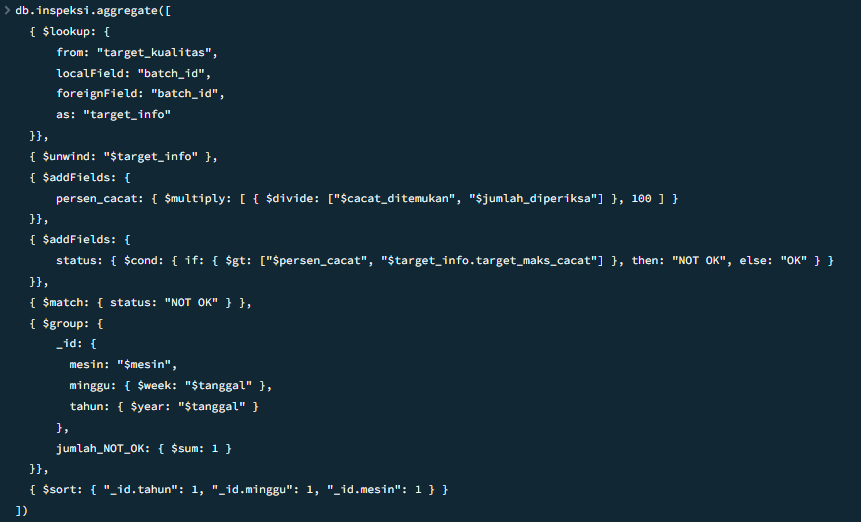 > db.inspeksi.aggregate([
{ $lookup: {
from: "target_kualitas",
localField: "batch_id",
foreignField: "batch_id",
as: "target_info"
}},
{ $unwind: "$target_info" },
{ $addFields: {
persen_cacat: { $multiply: [ { $divide: ["$cacat_ditemukan", "$jumlah_diperiksa"] }, 100 ] }
}},
{ $addFields: {
status: { $cond: { if: { $gt: ["$persen_cacat", "$target_info.target_maks_cacat"] }, then: "NOT OK", else: "OK" } }
}},
{ $match: { status: "NOT OK" } },
{ $group: {
_id: {
mesin: "$mesin",
minggu: { $week: "$tanggal" },
tahun: { $year: "$tanggal" }
},
jumlah_NOT_OK: { $sum: 1 }
}},
{ $sort: { "_id.tahun": 1, "_id.minggu": 1, "_id.mesin": 1 } }
])